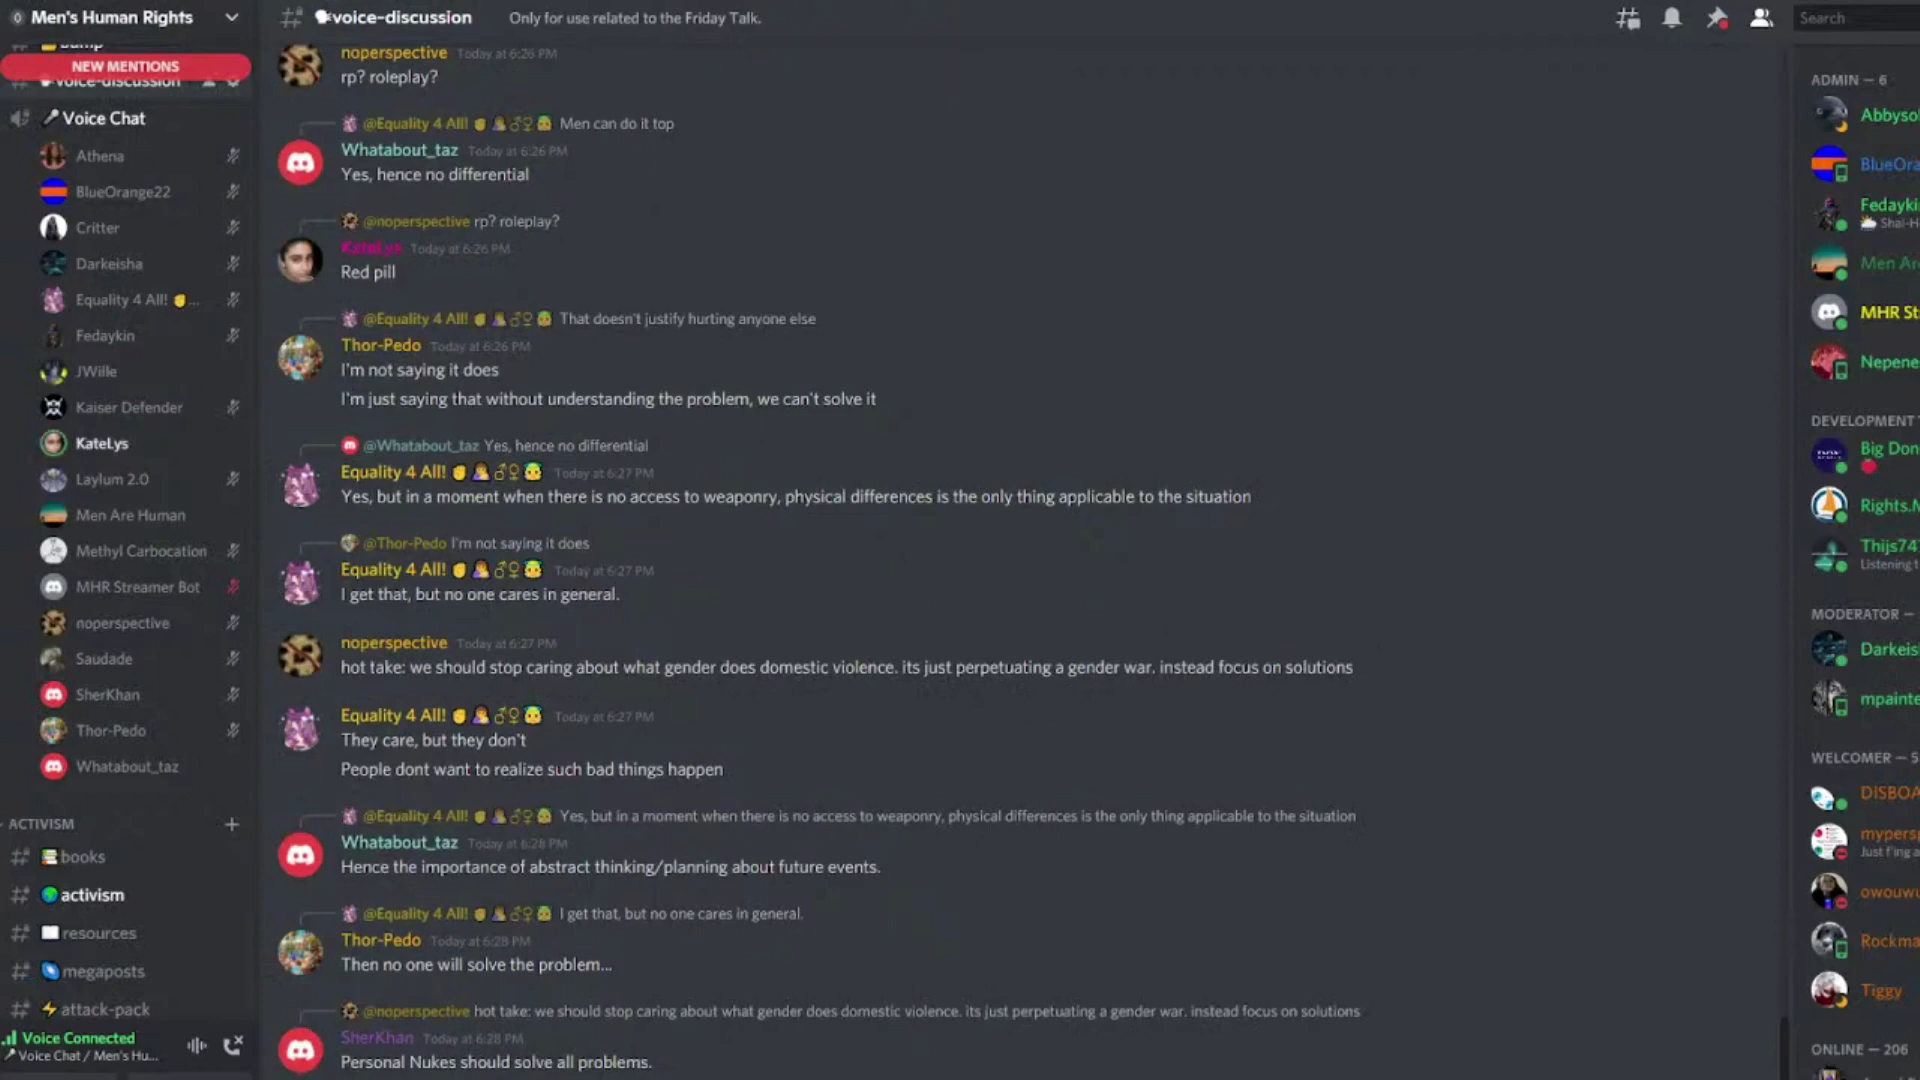 Men's Human Rights
NEW MENTIONS
voice-discussion
Voice Chat
Athena
BlueOrange22
Critter
Darkeisha
Equality 4 All! ✊...
Fedaykin
JWille
Kaiser Defender
KateLys
Laylum 2.0
Men Are Human
Methyl Carbocation
MHR Streamer Bot
noperspective
Saudade
SherKhan
Thor-Pedo
Whatabout_taz
ACTIVISM
books
activism
resources
megaposts
attack-pack
Voice Connected
Voice Chat / Men's Hu...
voice-discussion Only for use related to the Friday Talk.
Search
noperspective Today at 6:26 PM
rp? roleplay?
@Equality 4 All! Men can do it top
Whatabout_taz Today at 6:26 PM
Yes, hence no differential
@noperspective rp? roleplay?
KateLys Today at 6:26 PM
Red pill
@Equality 4 All! That doesn't justify hurting anyone else
Thor-Pedo Today at 6:26 PM
I'm not saying it does
I'm just saying that without understanding the problem, we can't solve it
@Whatabout_taz Yes, hence no differential
Equality 4 All! Today at 6:27 PM
Yes, but in a moment when there is no access to weaponry, physical differences is the only thing applicable to the situation
@Thor-Pedo I'm not saying it does
Equality 4 All! Today at 6:27 PM
I get that, but no one cares in general.
noperspective Today at 6:27 PM
hot take: we should stop caring about what gender does domestic violence. its just perpetuating a gender war. instead focus on solutions
Equality 4 All! Today at 6:27 PM
They care, but they don't
People dont want to realize such bad things happen
@Equality 4 All! Yes, but in a moment when there is no access to weaponry, physical differences is the only thing applicable to the situation
Whatabout_taz Today at 6:28 PM
Hence the importance of abstract thinking/planning about future events.
@Equality 4 All! I get that, but no one cares in general.
Thor-Pedo Today at 6:28 PM
Then no one will solve the problem...
@noperspective hot take: we should stop caring about what gender does domestic violence. its just perpetuating a gender war. instead focus on solutions
SherKhan Today at 6:28 PM
Personal Nukes should solve all problems.
ADMIN — 6
Abbysol
BlueOra
Fedayki
Shai-H
Men Are
MHR St
Nepene
DEVELOPMENT
Big Don
Rights.M
Thijs74
Listening t
MODERATOR —
Darkeis
mpainte
WELCOMER — 5
DISBOA
mypersp
Just f'ing a
owouwu
Rockma
Tiggy
ONLINE — 206